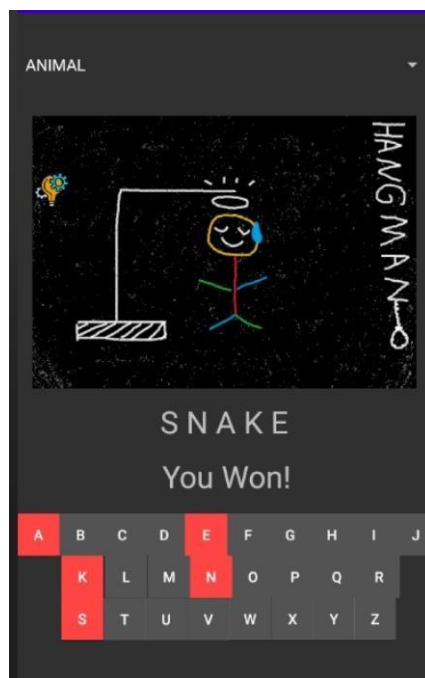 ANIMAL
HANGMAN
SNAKE
You Won!
A B C D E F G H I J
K L M N O P Q R
S T U V W X Y Z